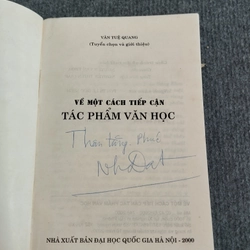 VĂN TUỆ QUANG
(Tuyển chọn và giới thiệu)
VỀ MỘT CÁCH TIẾP CẬN
TÁC PHẨM VĂN HỌC
Thân tặng
NHÀ XUẤT BẢN ĐẠI HỌC QUỐC GIA HÀ NỘI - 2000